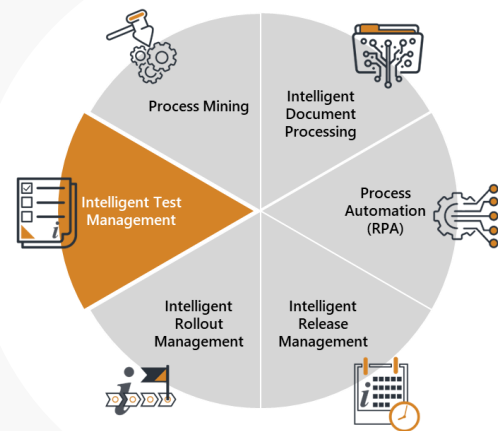 Process Mining
Intelligent
Document
Processing
Intelligent Test
Management
Process
Automation
(RPA)
Intelligent
Rollout
Management
Intelligent
Release
Management
i
i
i